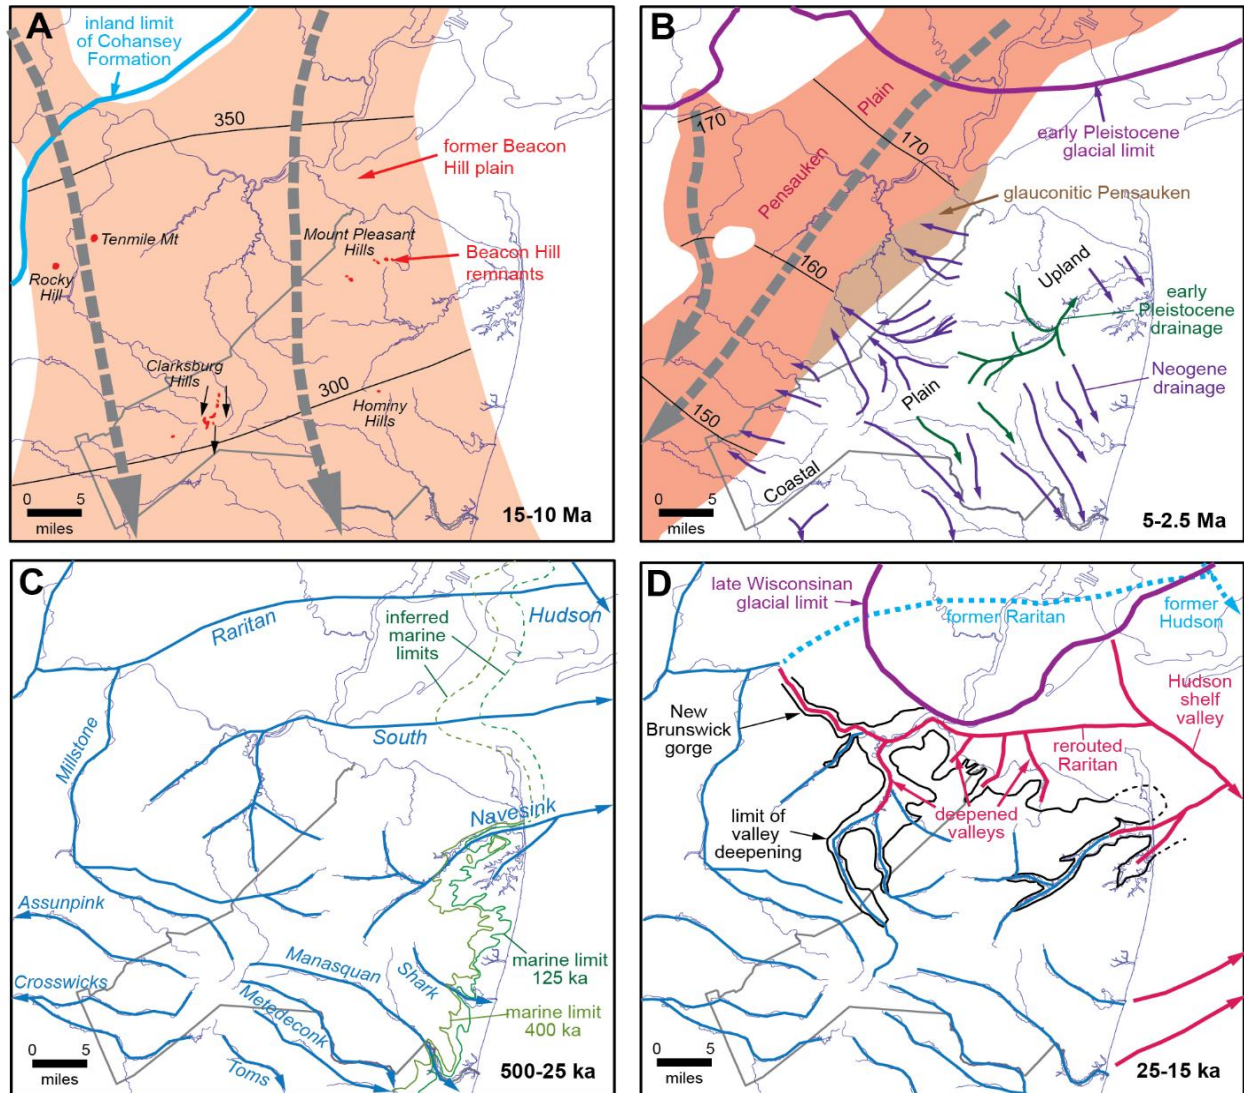 A
inland limit
of Cohansey
Formation
350
former Beacon
Hill plain
Tenmile Mt
Mount Pleasant
Hills
Beacon Hill
remnants
Rocky
Hill
Clarksburg
Hills
300
Hominy
Hills
0 5
miles
15-10 Ma
B
170
Plain
170
early Pleistocene
glacial limit
Pensauken
glauconitic Pensauken
160
Upland
early
Pleistocene
drainage
Neogene
drainage
Plain
150
Coastal
0 5
miles
5-2.5 Ma
C
Raritan
Hudson
inferred
marine
limits
Millstone
South
Navesink
Assunpink
Manasquan
Shark
marine limit
125 ka
Crosswicks
Metedeconk
marine limit
400 ka
Toms
0 5
miles
500-25 ka
D
late Wisconsinan
glacial limit
former Raritan
former
Hudson
New
Brunswick
gorge
Hudson
shelf
valley
rerouted
Raritan
limit of
valley
deepening
deepened
valleys
0 5
miles
25-15 ka